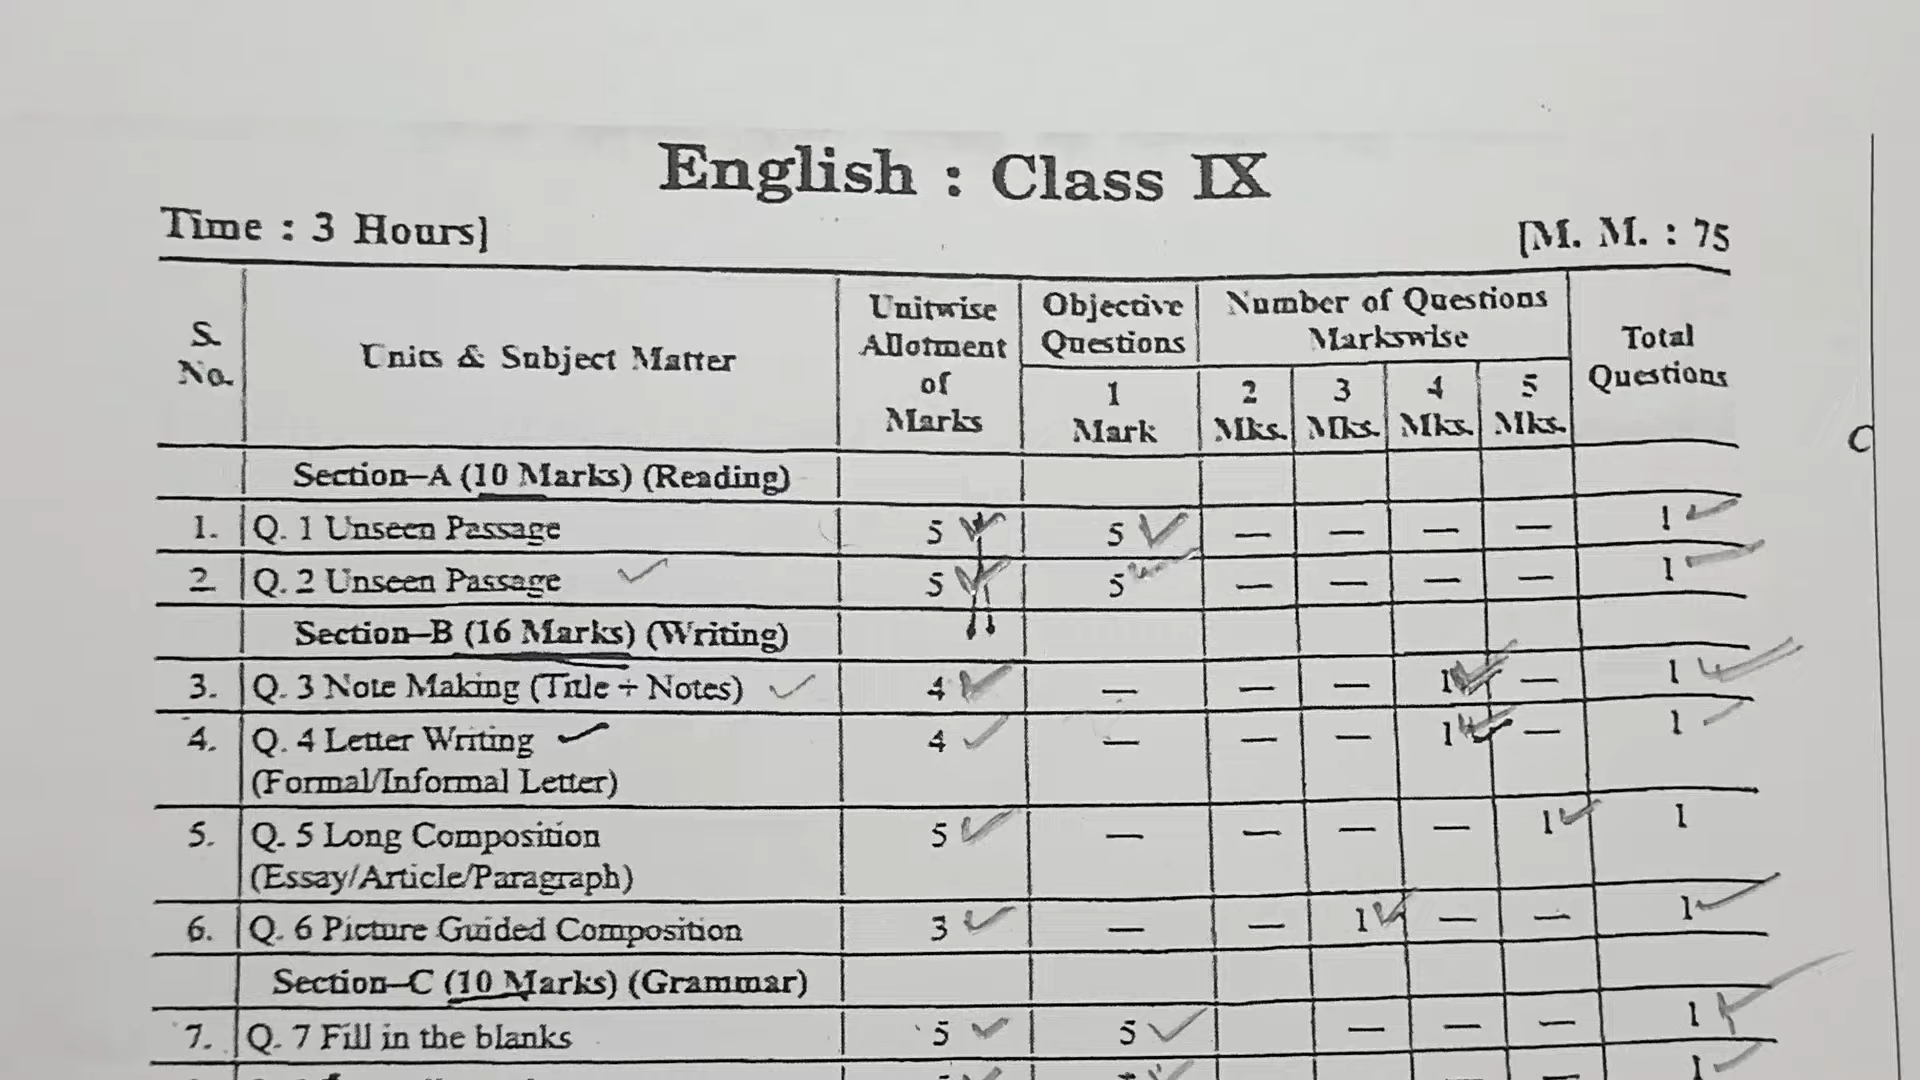 English : Class IX
Time : 3 Hours] [M. M. : 75
S. No. Units & Subject Matter Unitwise Allotment of Marks Objective Questions Number of Questions Markswise Total Questions
1 Mark 2 Mks. 3 Mks. 4 Mks. 5 Mks.
Section–A (10 Marks) (Reading)
1. Q. 1 Unseen Passage 5 5 — — — — 1
2. Q. 2 Unseen Passage 5 5 — — — — 1
Section–B (16 Marks) (Writing)
3. Q. 3 Note Making (Title + Notes) 4 — — — 1 — 1
4. Q. 4 Letter Writing 4 — — — 1 — 1
(Formal/Informal Letter)
5. Q. 5 Long Composition 5 — — — — 1 1
(Essay/Article/Paragraph)
6. Q. 6 Picture Guided Composition 3 — — 1 — — 1
Section–C (10 Marks) (Grammar)
7. Q. 7 Fill in the blanks 5 5 — — — 1